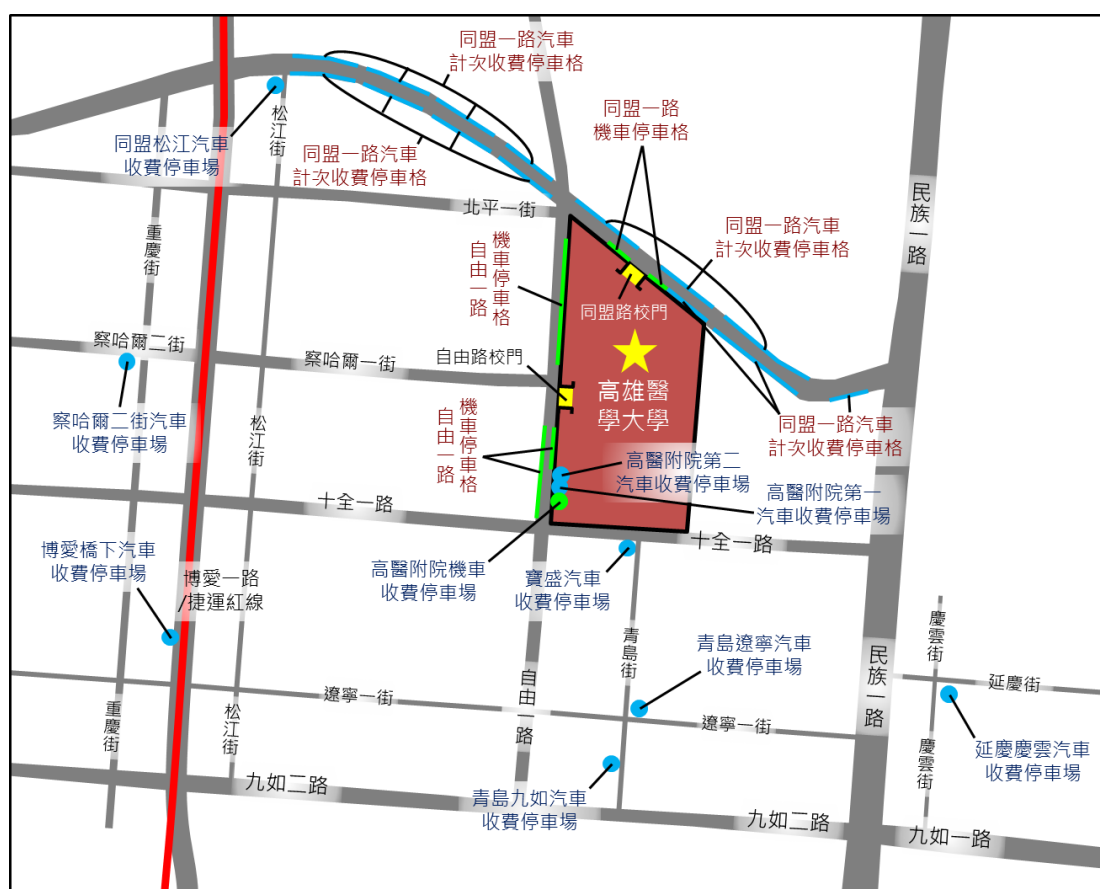 同盟一路汽車
計次收費停車格
同盟一路
機車停車格
松江街
同盟松江汽車
收費停車場
同盟一路汽車
計次收費停車格
民族一路
北平一街
重慶街
機車停車格
自由一路
同盟一路汽車
計次收費停車格
同盟路校門
察哈爾二街
察哈爾一街
自由路校門
高雄醫
學大學
察哈爾二街汽車
收費停車場
松江街
機車停車格
自由一路
同盟一路汽車
計次收費停車格
高醫附院第二
汽車收費停車場
高醫附院第一
汽車收費停車場
十全一路
十全一路
博愛橋下汽車
收費停車場
博愛一路
/捷運紅線
高醫附院機車
收費停車場
寶盛汽車
收費停車場
青島街
慶雲街
青島遼寧汽車
收費停車場
民族一路
延慶街
自由一路
遼寧一街
遼寧一街
重慶街
松江街
慶雲街
延慶慶雲汽車
收費停車場
九如二路
青島九如汽車
收費停車場
九如二路
九如一路